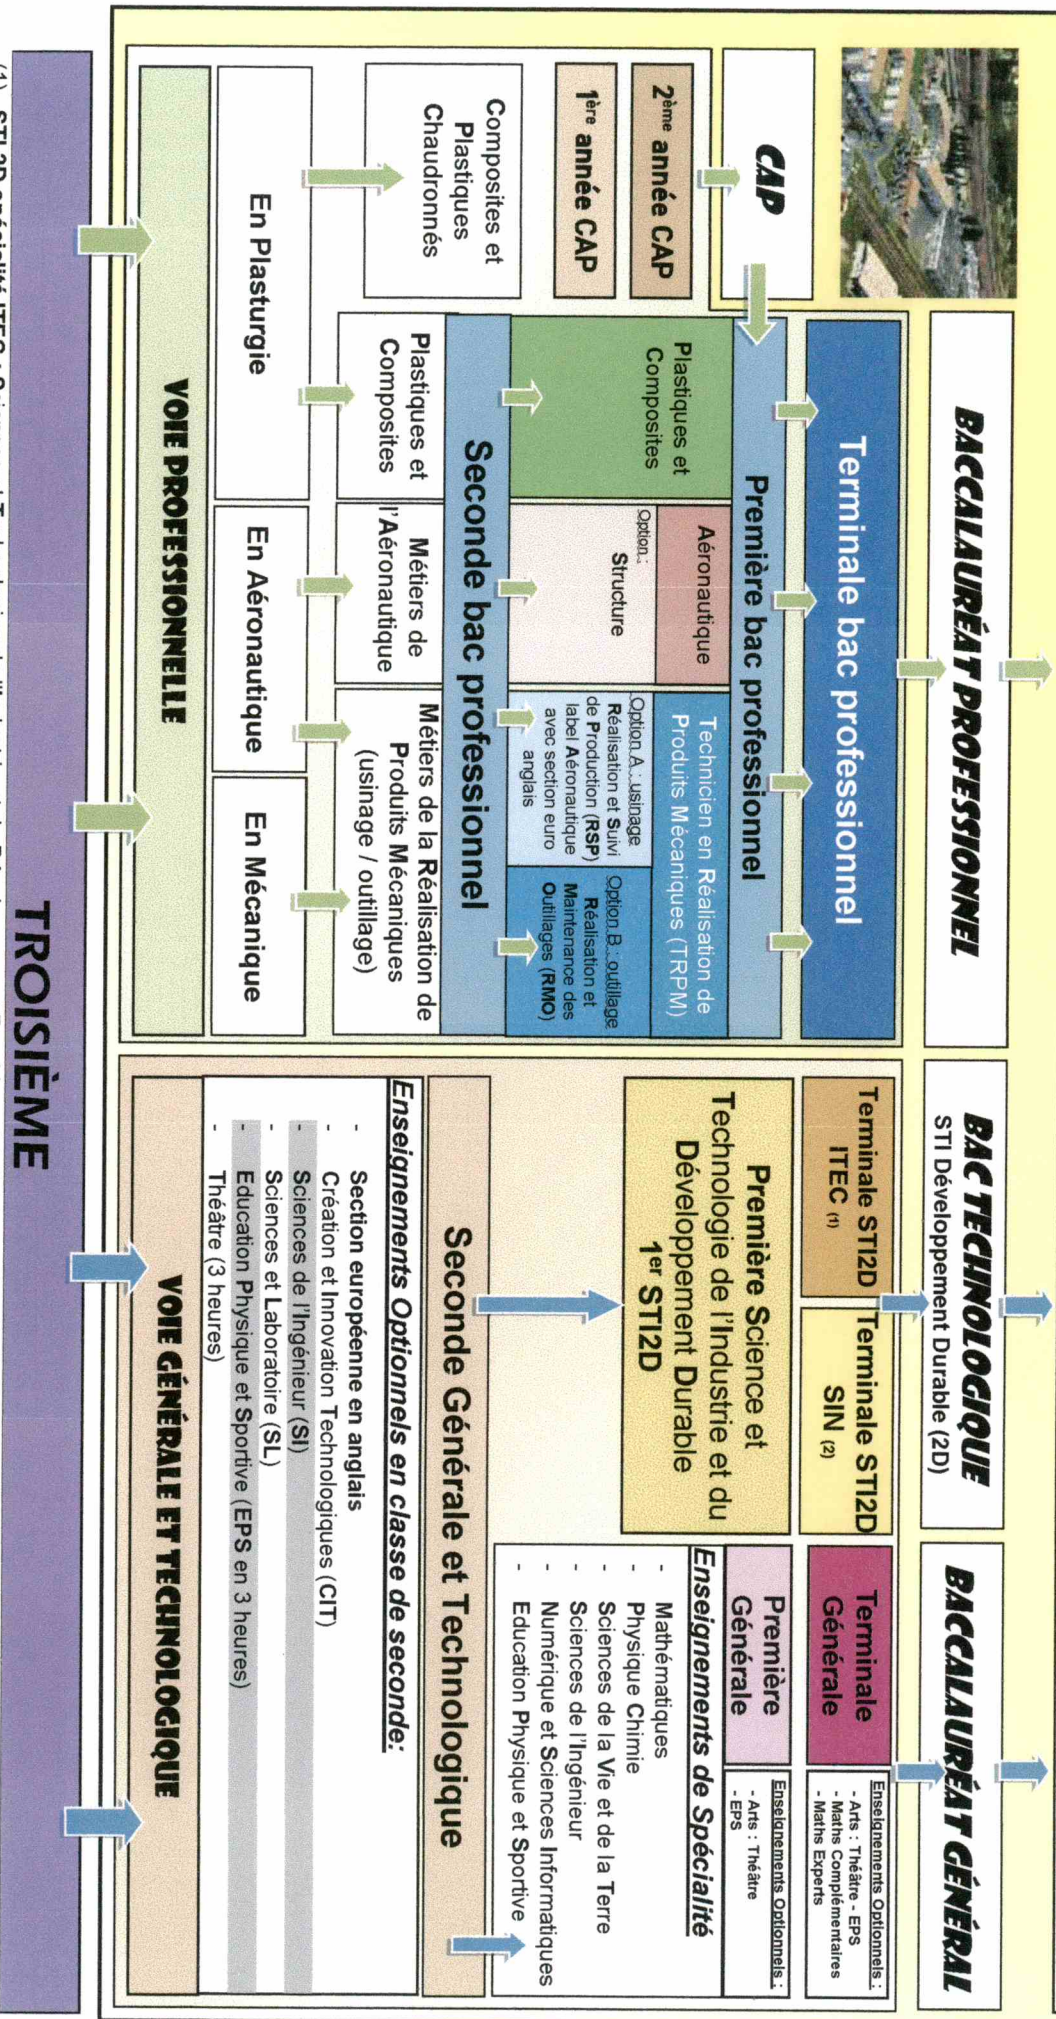 BACCALAURÉAT PROFESSIONNEL
BAC TECHNOLOGIQUE
STI Développement Durable (2D)
BACCALAURÉAT GÉNÉRAL
CAP
2ème année CAP
1ère année CAP
Composites et
Plastiques
Chaudronnés
Terminale bac professionnel
Première bac professionnel
Plastiques et
Composites
Aéronautique
Option :
Structure
Technicien en Réalisation de
Produits Mécaniques (TRPM)
Option A : usinage
Réalisation et Suivi
de Production (RSP)
label Aéronautique
avec section euro
anglais
Option B : outillage
Réalisation et
Maintenance des
Outillages (RMO)
Seconde bac professionnel
Plastiques et
Composites
Métiers de
l'Aéronautique
Métiers de la Réalisation de
Produits Mécaniques
(usinage / outillage)
En Plasturgie
En Aéronautique
En Mécanique
VOIE PROFESSIONNELLE
Terminale STI2D
ITEC (1)
Terminale STI2D
SIN (2)
Première Science et
Technologie de l'Industrie et du
Développement Durable
1er STI2D
Terminale
Générale
Enseignements Optionnels :
- Arts : Théâtre - EPS
- Maths Complémentaires
- Maths Experts
Première
Générale
Enseignements Optionnels :
- Arts : Théâtre
- EPS
Enseignements de Spécialité
- Mathématiques
- Physique Chimie
- Sciences de la Vie et de la Terre
- Sciences de l'Ingénieur
- Numérique et Sciences Informatiques
- Education Physique et Sportive
Seconde Générale et Technologique
Enseignements Optionnels en classe de seconde:
- Section européenne en anglais
- Création et Innovation Technologiques (CIT)
- Sciences de l'Ingénieur (SI)
- Sciences et Laboratoire (SL)
- Education Physique et Sportive (EPS en 3 heures)
- Théâtre (3 heures)
VOIE GÉNÉRALE ET TECHNOLOGIQUE
TROISIÈME
(1) STI 2D spécialité ITEC :